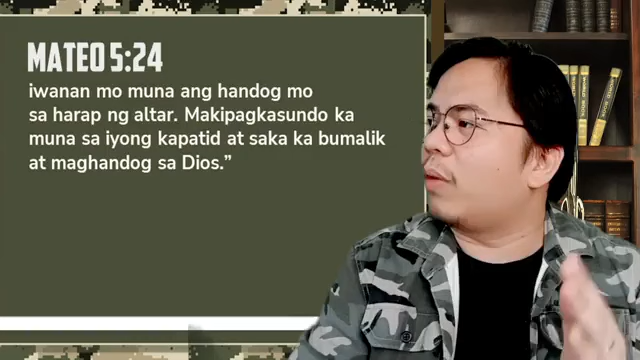 MATEO 5:24
iwanan mo muna ang handog mo
sa harap ng altar. Makipagkasundo ka
muna sa iyong kapatid at saka ka bumalik
at maghandog sa Dios.”